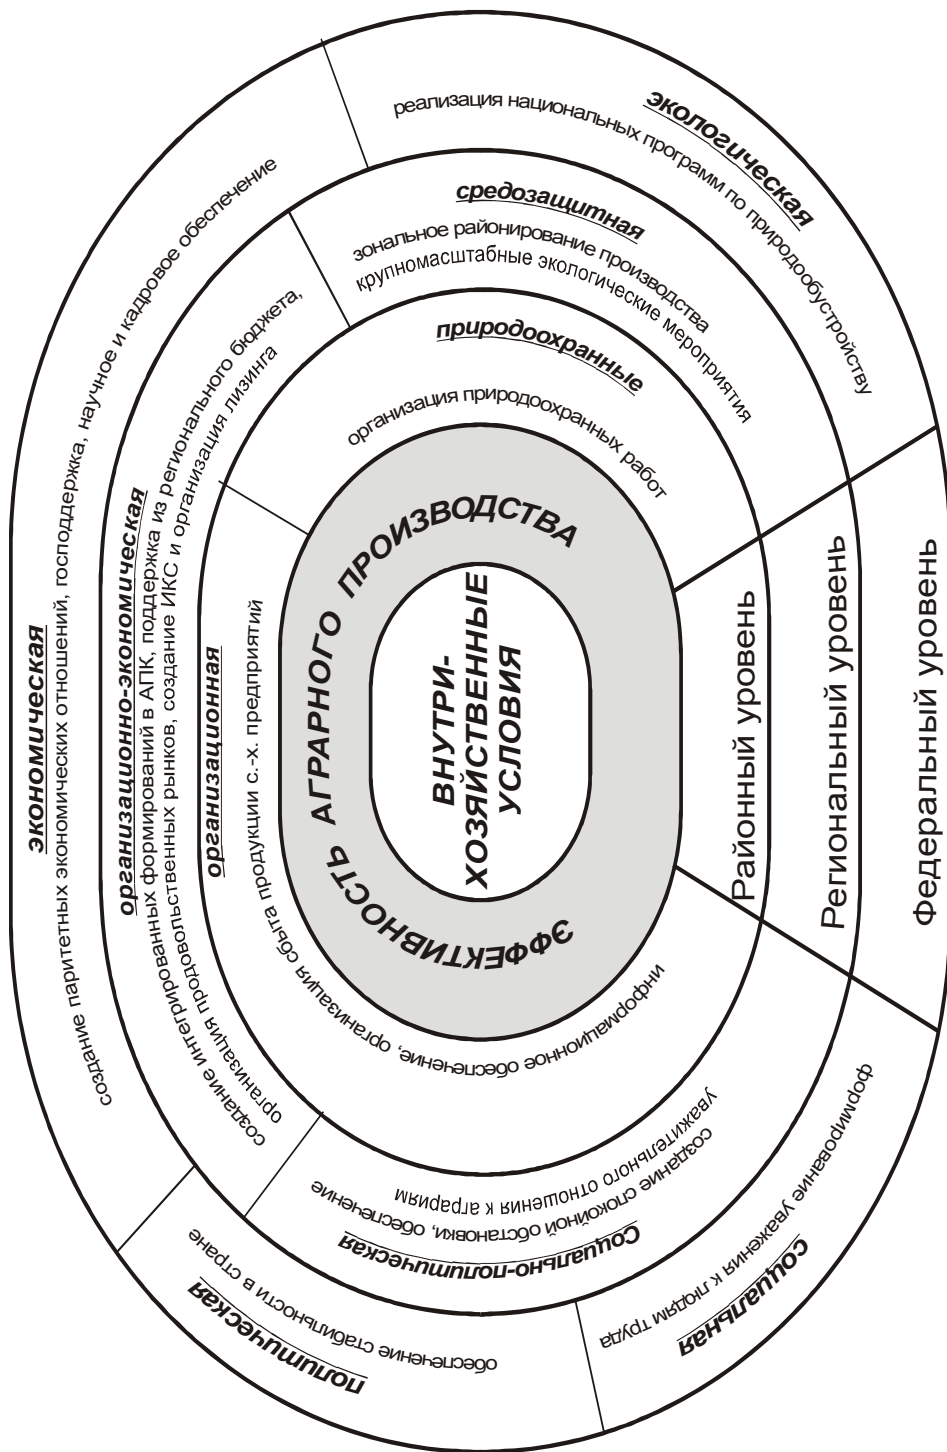 экономическая
создание паритетных экономических отношений, господдержка, научное и кадровое обеспечение
политическая
обеспечение стабильности в стране
социальная
формирование уважения к людям труда
экологическая
реализация национальных программ по природообустройству
организационно-экономическая
создание интегрированных формирований в АПК, поддержка из регионального бюджета,
организация продовольственных рынков, создание ИКС и организация лизинга
Социально-политическая
создание спокойной обстановки, обеспечение
уважительного отношения к аграриям
средозащитная
зональное районирование производства
крупномасштабные экологические мероприятия
организационная
информационное обеспечение, организация сбыта продукции с.-х. предприятий
природоохранные
организация природоохранных работ
ЭФФЕКТИВНОСТЬ АГРАРНОГО ПРОИЗВОДСТВА
ВНУТРИ-
ХОЗЯЙСТВЕННЫЕ
УСЛОВИЯ
Районный уровень
Региональный уровень
Федеральный уровень